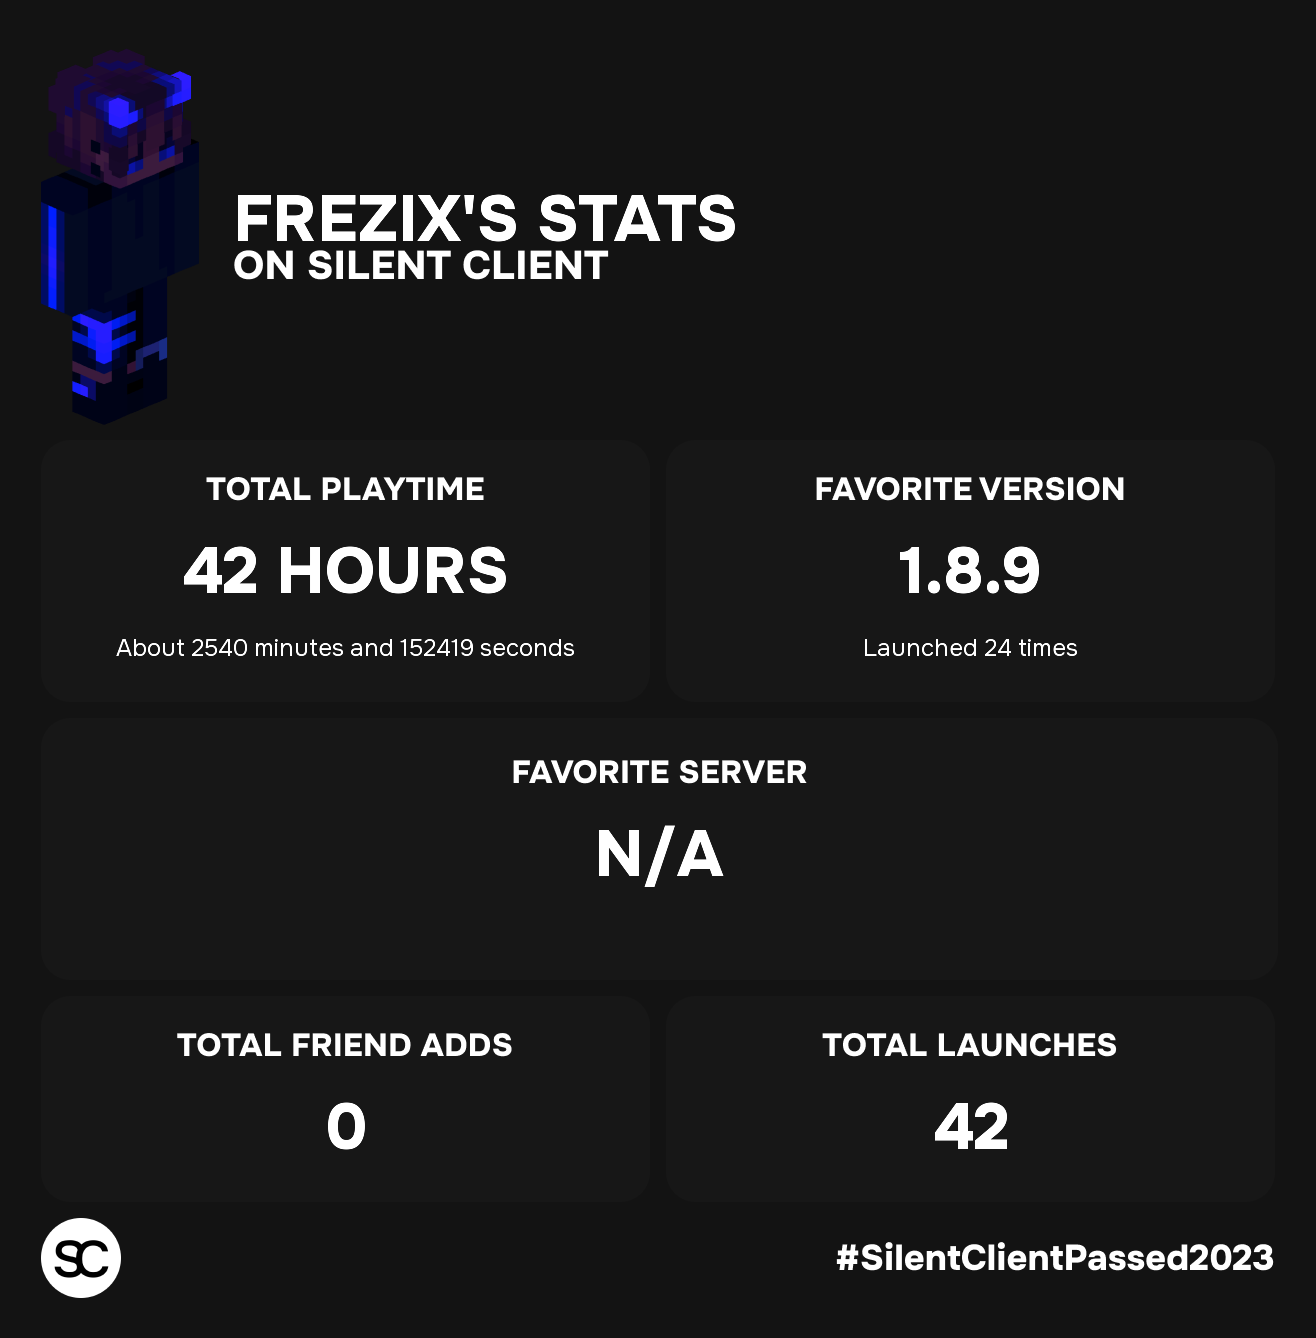 FREZIX'S STATS
ON SILENT CLIENT
TOTAL PLAYTIME
42 HOURS
About 2540 minutes and 152419 seconds
FAVORITE VERSION
1.8.9
Launched 24 times
FAVORITE SERVER
N/A
TOTAL FRIEND ADDS
0
TOTAL LAUNCHES
42
SC
#SilentClientPassed2023